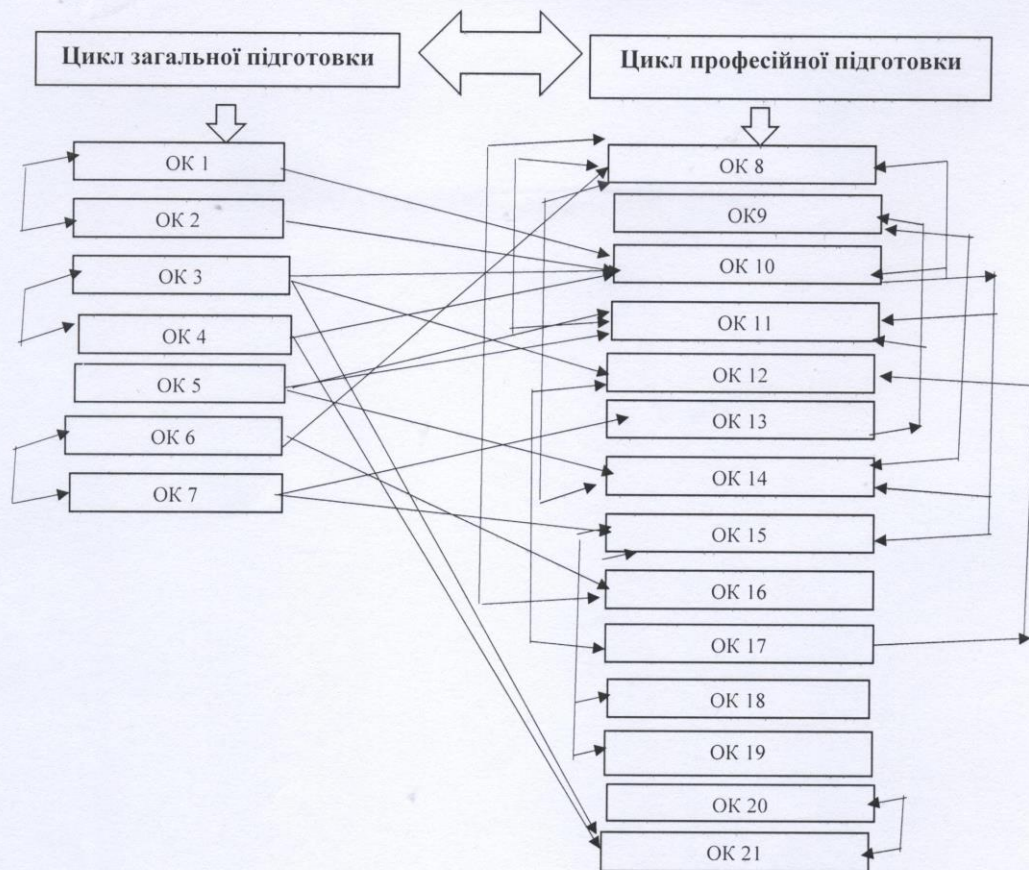 Цикл загальної підготовки
Цикл професійної підготовки
ОК 1
ОК 2
ОК 3
ОК 4
ОК 5
ОК 6
ОК 7
ОК 8
ОК9
ОК 10
ОК 11
ОК 12
ОК 13
ОК 14
ОК 15
ОК 16
ОК 17
ОК 18
ОК 19
ОК 20
ОК 21